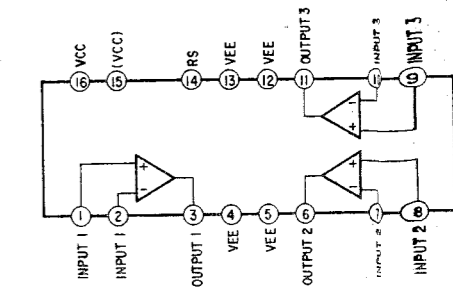 VCC
(VCC)
RS
VEE
VEE
OUTPUT 3
INPUT 3
INPUT 3
16
15
14
13
12
11
9
+
−
−
+
−
+
+
−
1
2
3
4
5
6
7
8
INPUT 1
INPUT 1
OUTPUT 1
VEE
VEE
OUTPUT 2
INPUT 2
INPUT 2